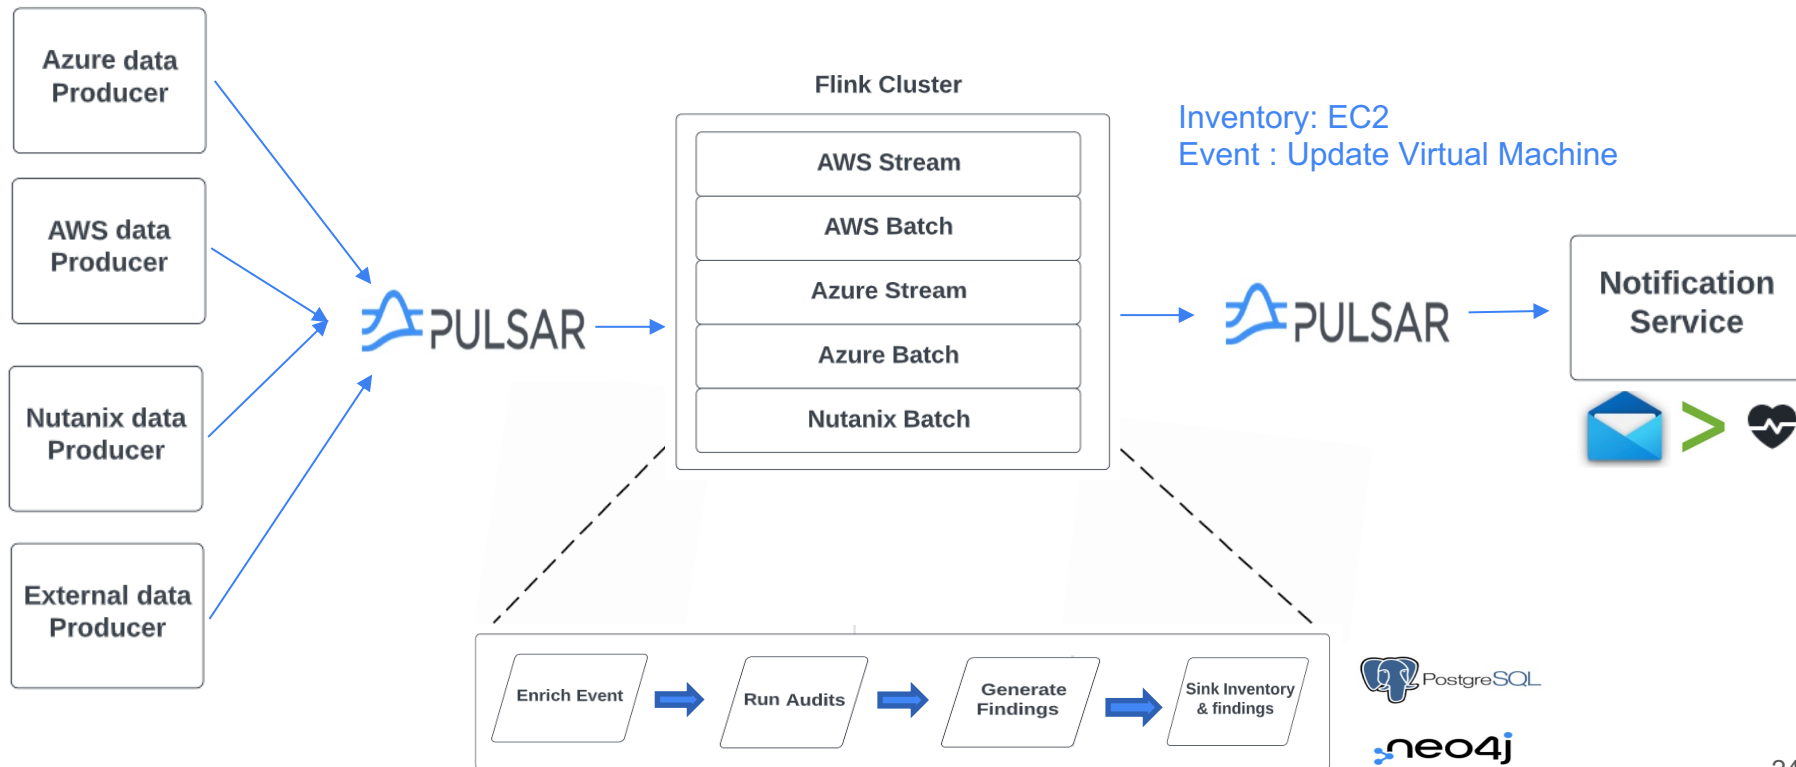 Azure data
Producer
AWS data
Producer
Nutanix data
Producer
External data
Producer
PULSAR
Flink Cluster
AWS Stream
AWS Batch
Azure Stream
Azure Batch
Nutanix Batch
Inventory: EC2
Event : Update Virtual Machine
PULSAR
Notification
Service
Enrich Event
Run Audits
Generate
Findings
Sink Inventory
& findings
PostgreSQL
neo4j